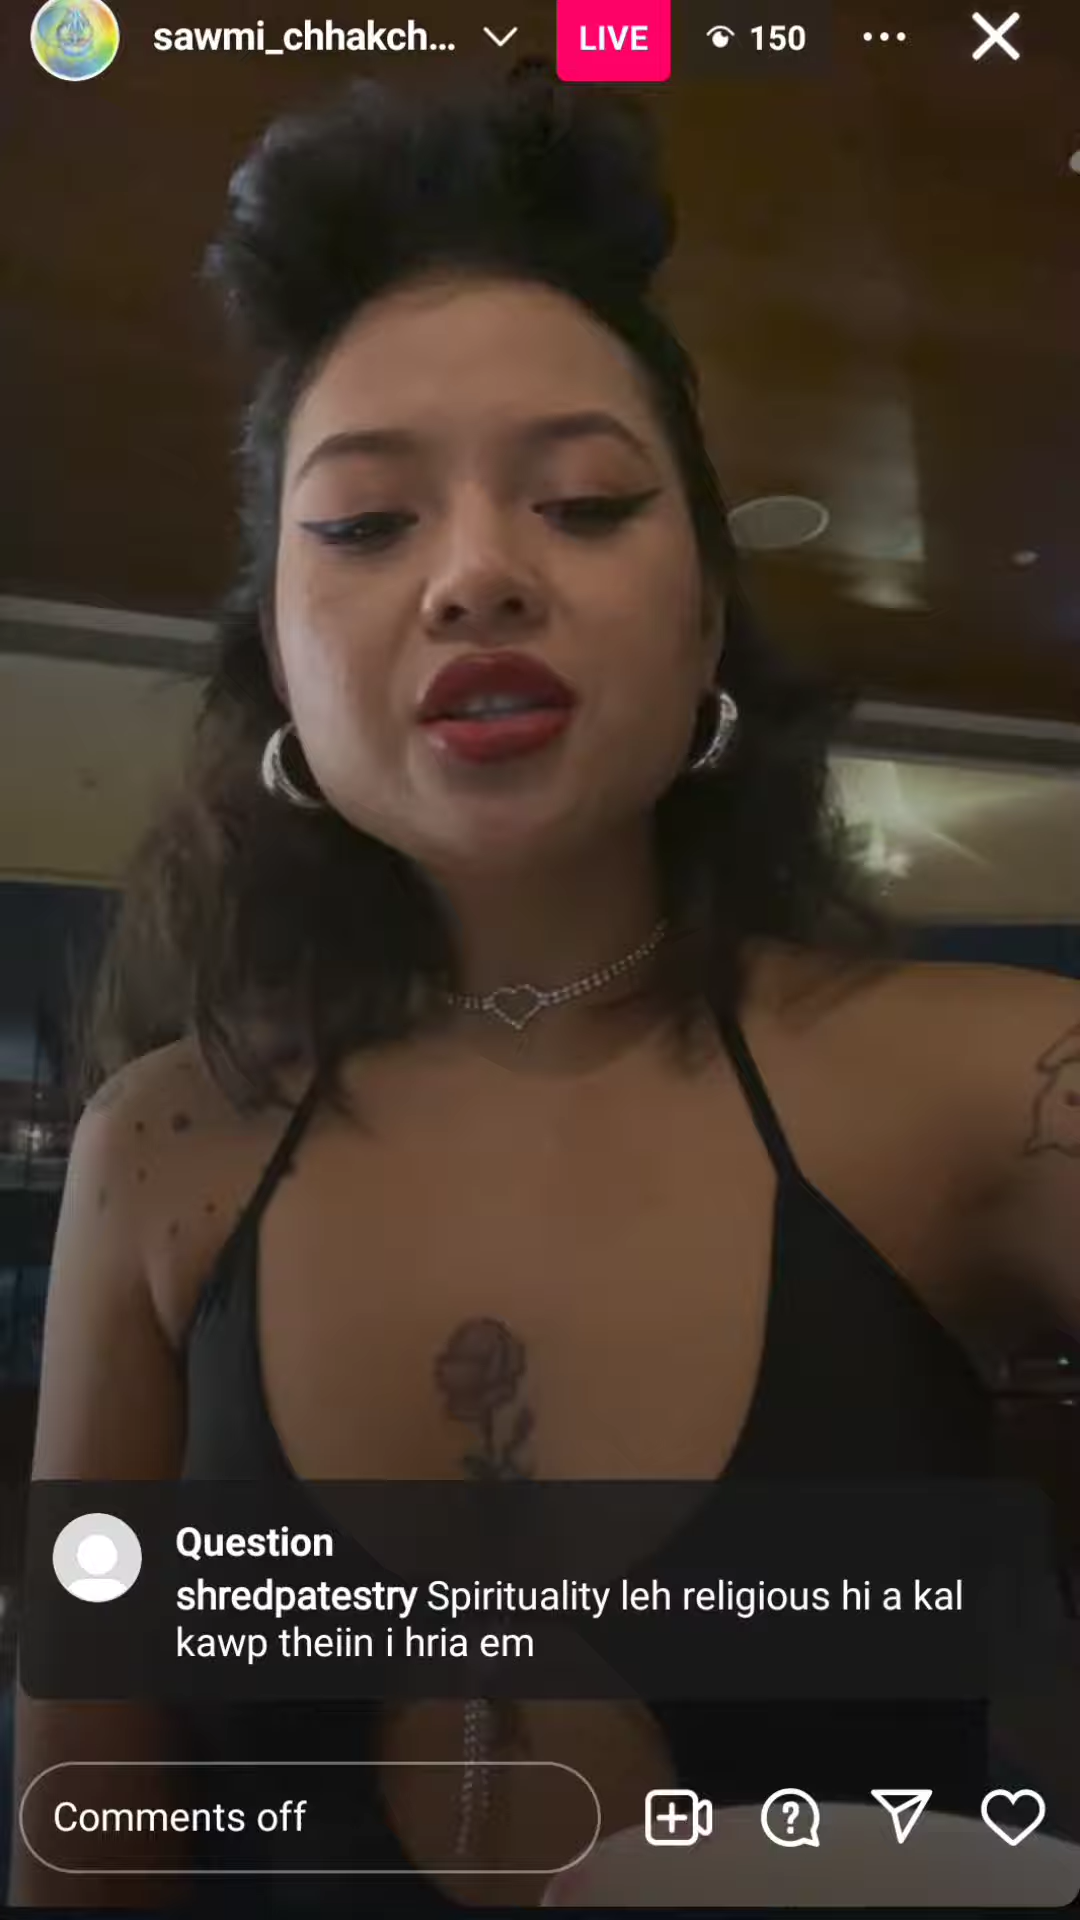 sawmi_chhakch...
LIVE
150
Question
shredpatestry Spirituality leh religious hi a kal
kawp theiin i hria em
Comments off